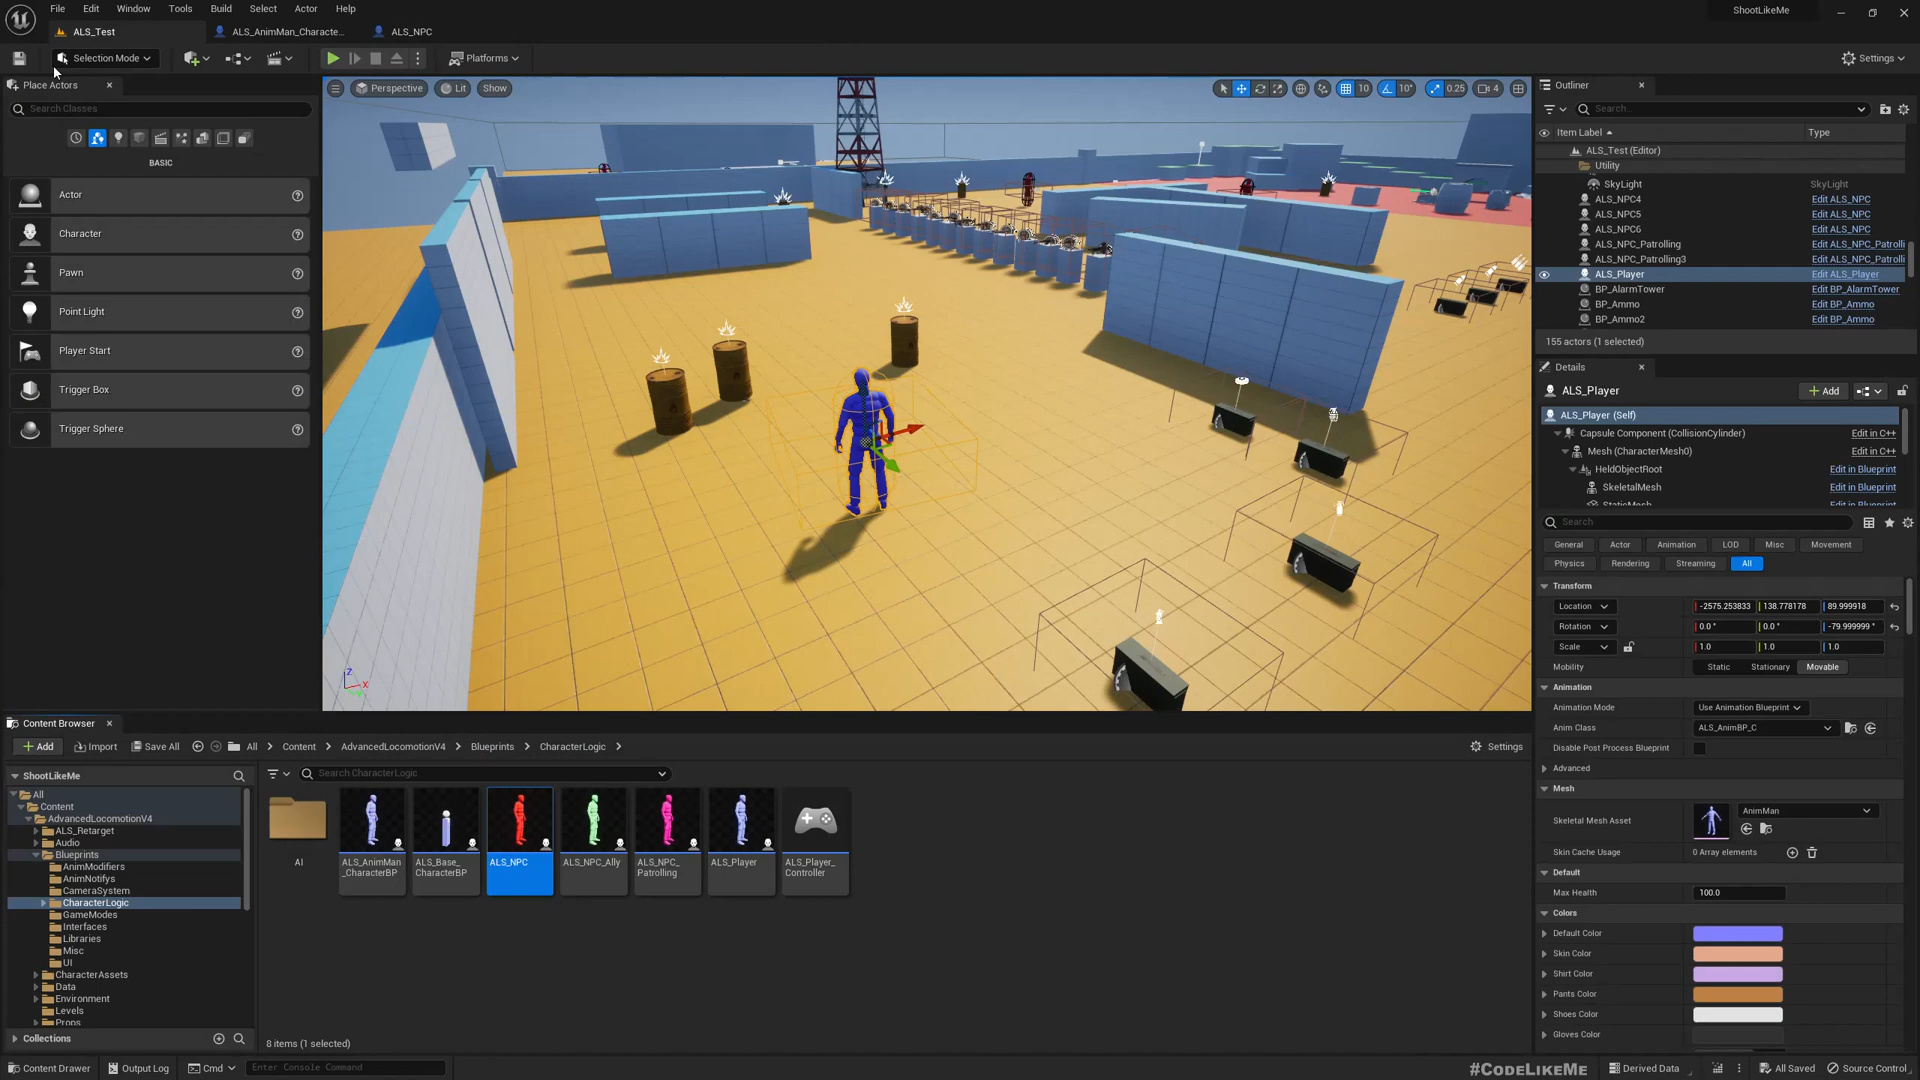 File Edit Window Tools Build Select Actor Help
ShootLikeMe
ALS_Test
ALS_AnimMan_Characte...
ALS_NPC
Selection Mode
Platforms
Settings
Place Actors
Search Classes
BASIC
Actor
Character
Pawn
Point Light
Player Start
Trigger Box
Trigger Sphere
Perspective
Lit
Show
10
10°
0.25
4
Z
X
Outliner
Search...
Item Label
Type
ALS_Test (Editor)
Utility
SkyLight SkyLight
ALS_NPC4 Edit ALS_NPC
ALS_NPC5 Edit ALS_NPC
ALS_NPC6 Edit ALS_NPC
ALS_NPC_Patrolling Edit ALS_NPC_Patrolli
ALS_NPC_Patrolling3 Edit ALS_NPC_Patrolli
ALS_Player Edit ALS_Player
BP_AlarmTower Edit BP_AlarmTower
BP_Ammo Edit BP_Ammo
BP_Ammo2 Edit BP_Ammo
155 actors (1 selected)
Details
ALS_Player
Add
ALS_Player (Self)
Capsule Component (CollisionCylinder) Edit in C++
Mesh (CharacterMesh0) Edit in C++
HeldObjectRoot Edit in Blueprint
SkeletalMesh Edit in Blueprint
StaticMesh Edit in Blueprint
Search
General Actor Animation LOD Misc Movement
Physics Rendering Streaming All
Transform
Location -2575.253833 138.778178 89.999918
Rotation 0.0 ° 0.0 ° -79.999999 °
Scale 1.0 1.0 1.0
Mobility Static Stationary Movable
Animation
Animation Mode Use Animation Blueprint
Anim Class ALS_AnimBP_C
Disable Post Process Blueprint
Advanced
Mesh
Skeletal Mesh Asset AnimMan
Skin Cache Usage 0 Array elements
Default
Max Health 100.0
Colors
Default Color
Skin Color
Shirt Color
Pants Color
Shoes Color
Gloves Color
Content Browser
Add Import Save All All Content AdvancedLocomotionV4 Blueprints CharacterLogic Settings
ShootLikeMe
Search CharacterLogic
All
Content
AdvancedLocomotionV4
ALS_Retarget
Audio
Blueprints
AnimModifiers
AnimNotifys
CameraSystem
CharacterLogic
GameModes
Interfaces
Libraries
Misc
UI
CharacterAssets
Data
Environment
Levels
Props
Collections
AI
ALS_AnimMan
_CharacterBP
ALS_Base_
CharacterBP
ALS_NPC
ALS_NPC_Ally
ALS_NPC_
Patrolling
ALS_Player
ALS_Player_
Controller
8 items (1 selected)
Content Drawer
Output Log
Cmd
Enter Console Command
#CODELIKEME
Derived Data
All Saved
Source Control